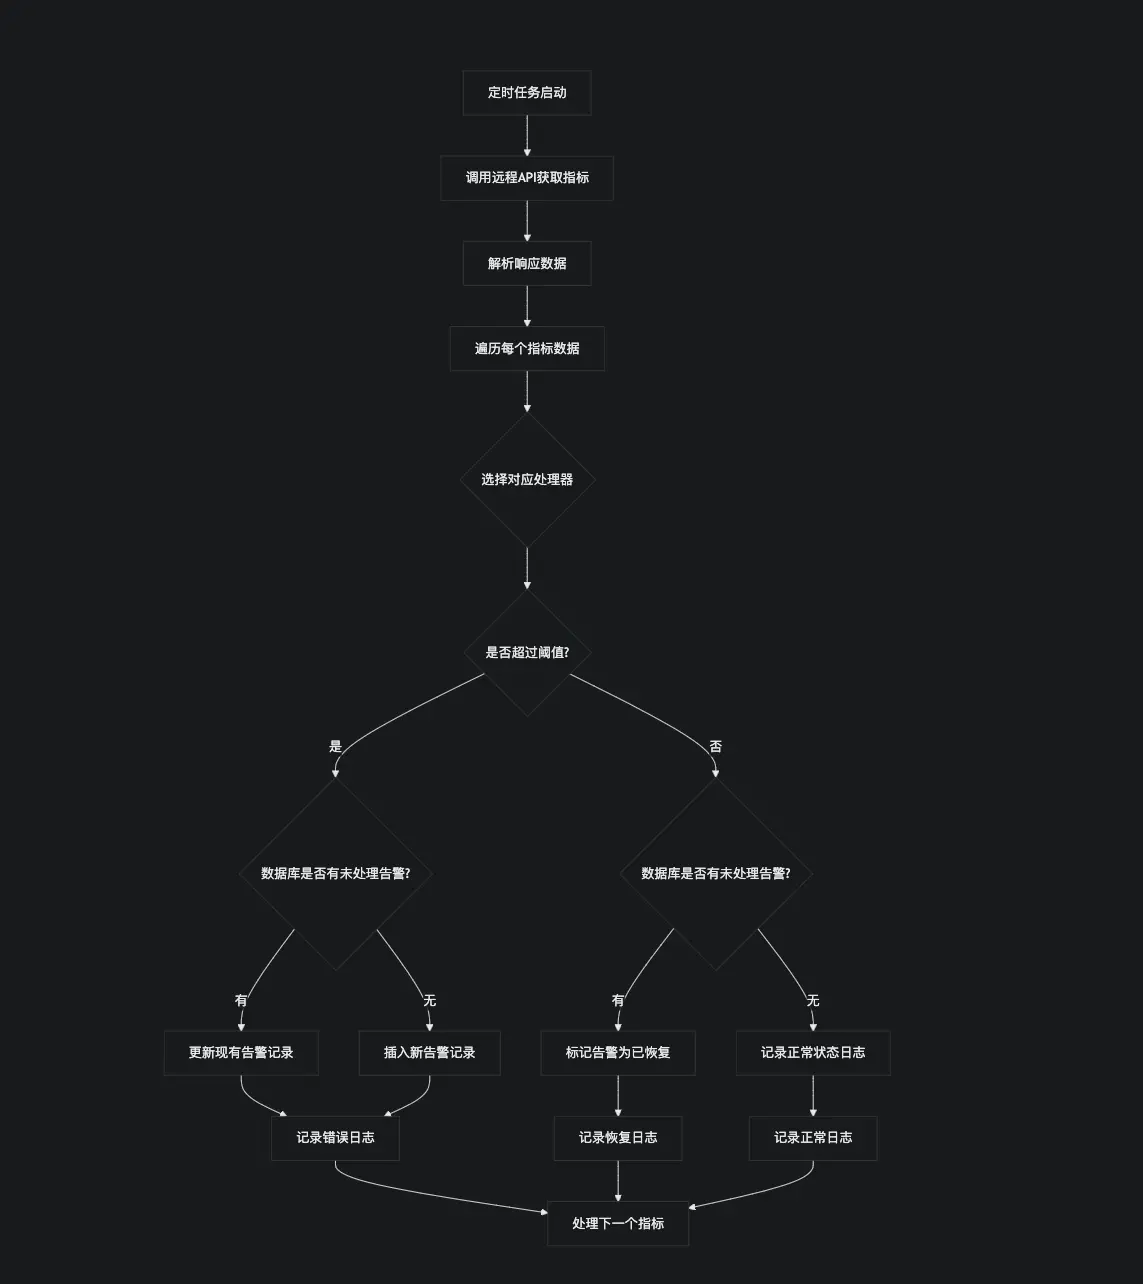 定时任务启动
调用远程API获取指标
解析响应数据
遍历每个指标数据
选择对应处理器
是否超过阈值?
是
否
数据库是否有未处理告警?
数据库是否有未处理告警?
有
无
有
无
更新现有告警记录
插入新告警记录
标记告警为已恢复
记录正常状态日志
记录错误日志
记录恢复日志
记录正常日志
处理下一个指标